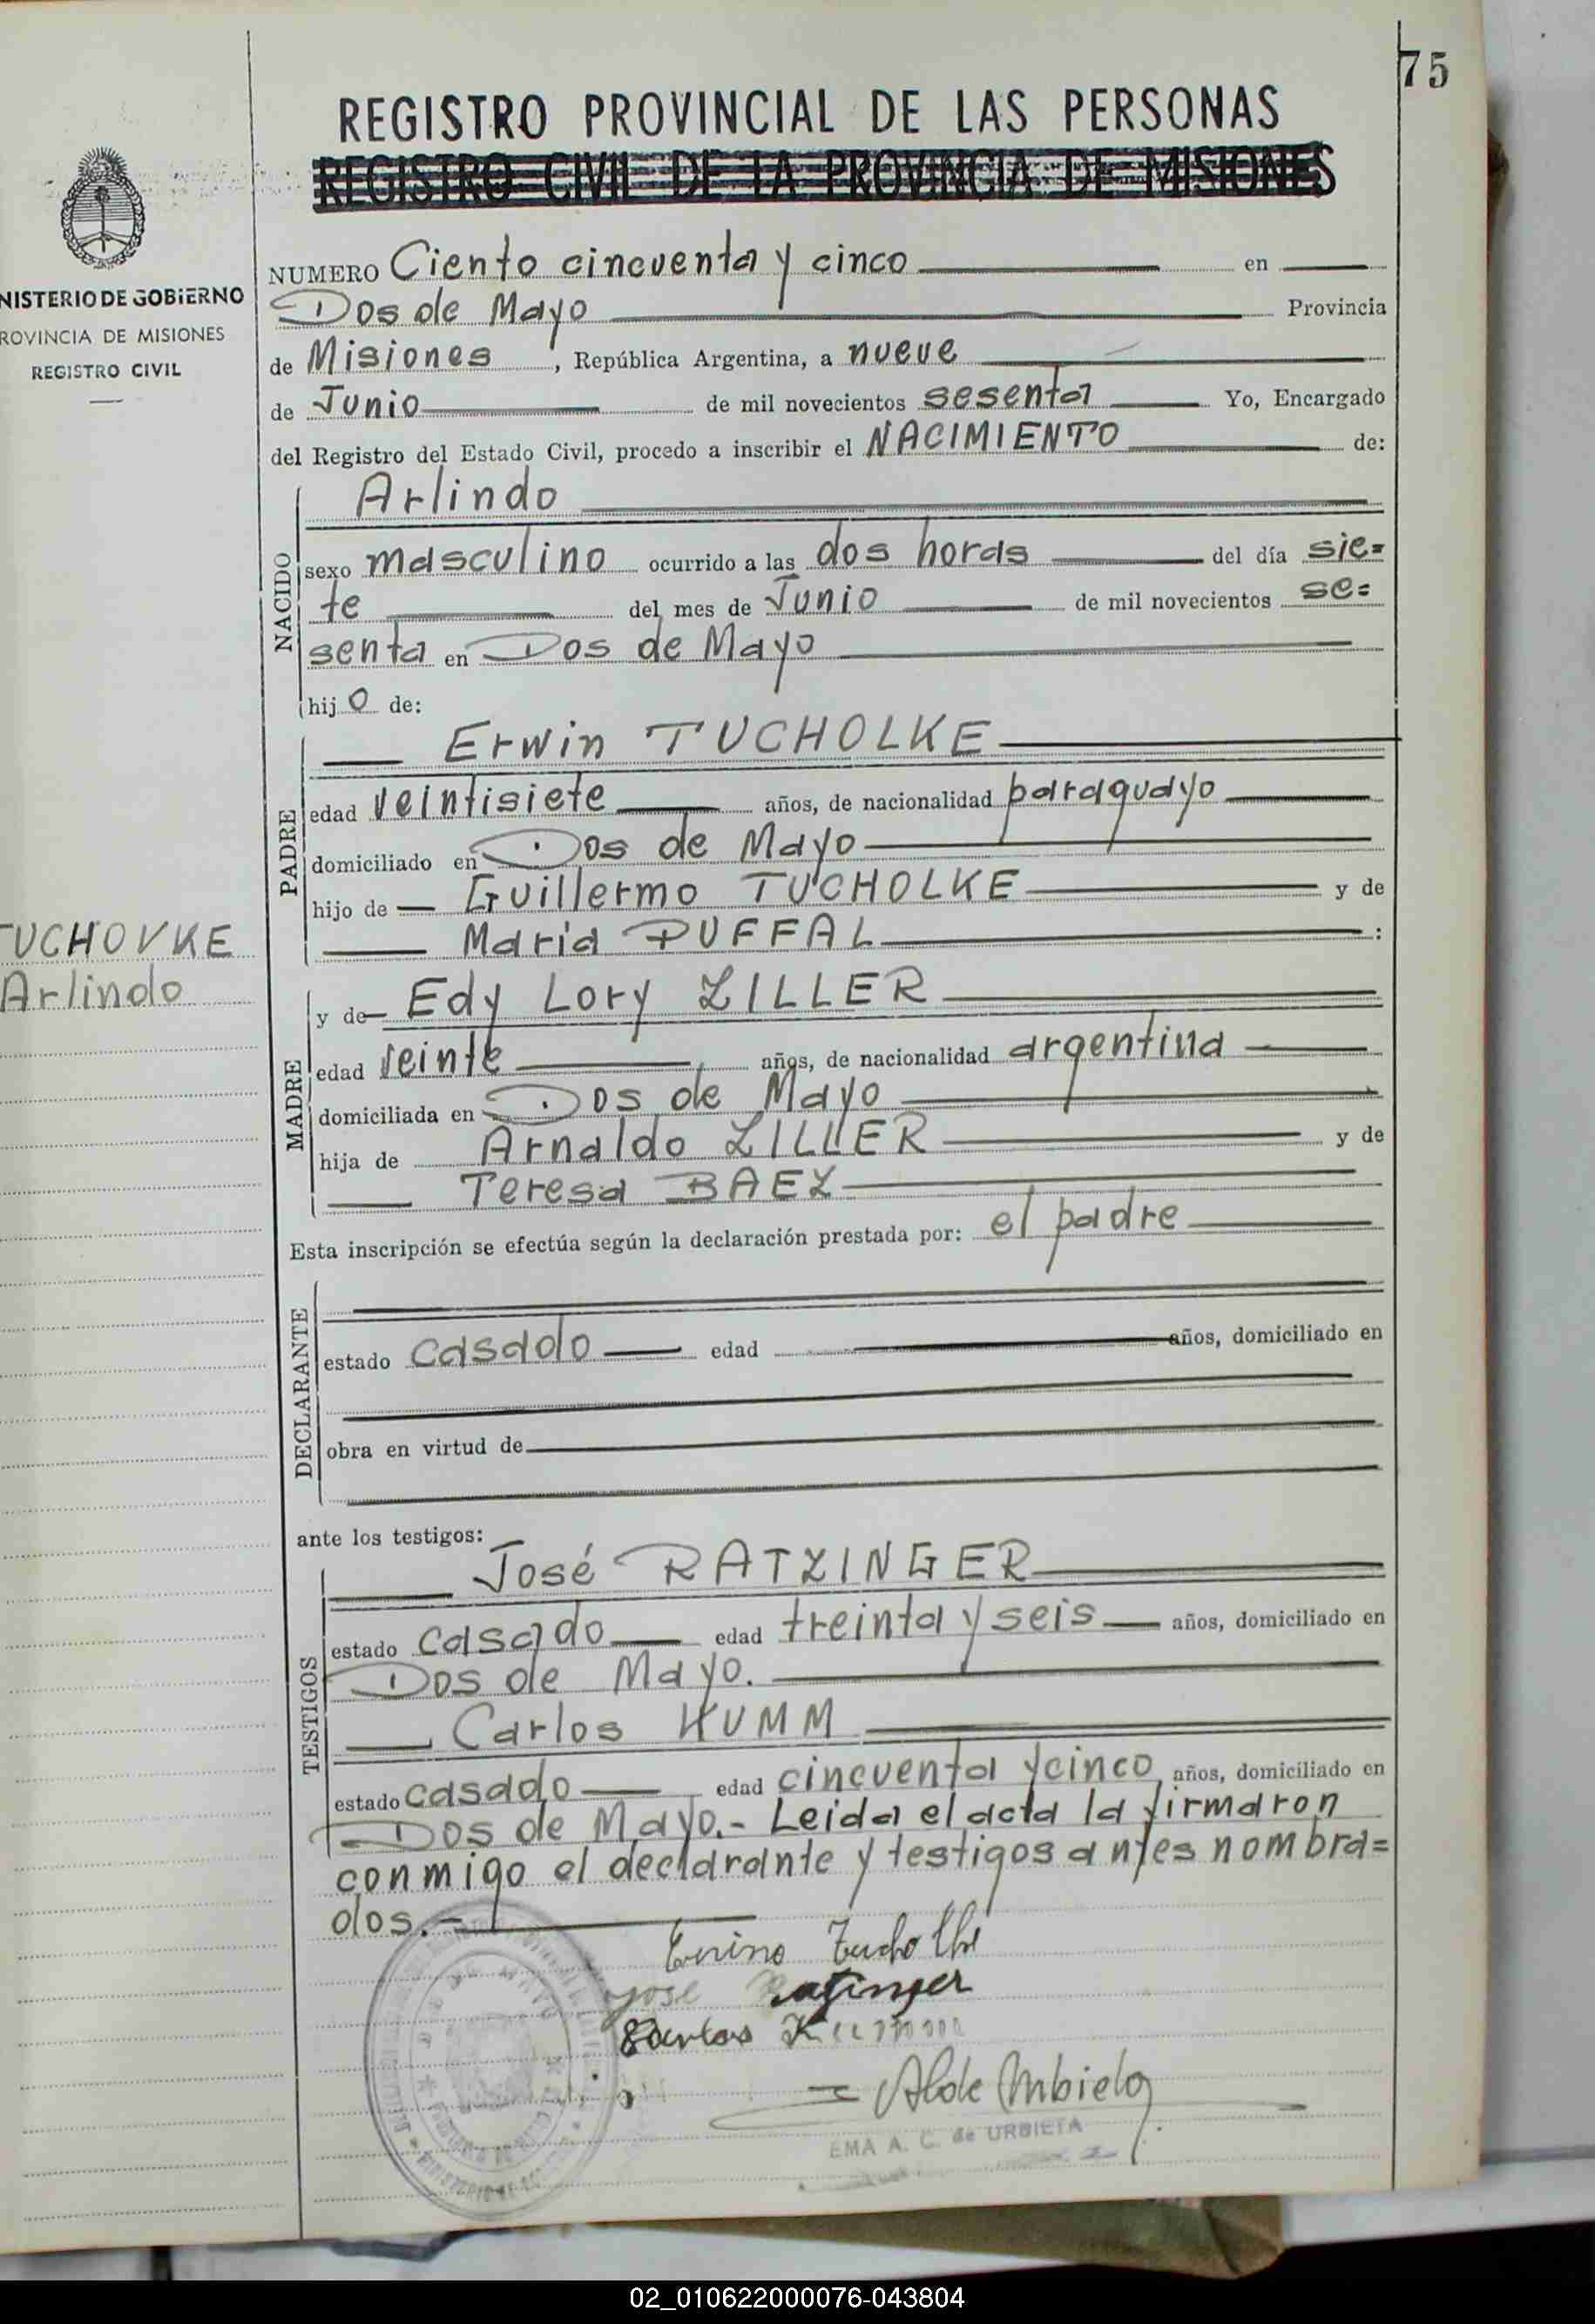 75
REGISTRO PROVINCIAL DE LAS PERSONAS
REGISTRO CIVIL DE LA PROVINCIA DE MISIONES
NISTERIO DE GOBIERNO
ROVINCIA DE MISIONES
REGISTRO CIVIL
NUMERO Ciento cincuenta y cinco en
Dos de Mayo Provincia
de Misiones, República Argentina, a nueve
de Junio de mil novecientos sesenta Yo, Encargado
del Registro del Estado Civil, procedo a inscribir el NACIMIENTO de:
NACIDO
Arlindo
sexo masculino ocurrido a las dos horas del día sie=
te del mes de Junio de mil novecientos se=
senta en Dos de Mayo
hijo de:
PADRE
Erwin TUCHOLKE
edad veintisiete años, de nacionalidad paraguayo
domiciliado en Dos de Mayo
hijo de Guillermo TUCHOLKE y de
Maria PUFFAL :
TUCHOVKE
Arlindo
MADRE
y de Edy Lory ZILLER
edad veinte años, de nacionalidad argentina
domiciliada en Dos de Mayo
hija de Arnaldo ZILLER y de
Teresa BAEZ
Esta inscripción se efectúa según la declaración prestada por: el padre
DECLARANTE
estado casado edad años, domiciliado en
obra en virtud de
ante los testigos:
TESTIGOS
José RATZINGER
estado casado edad treinta y seis años, domiciliado en
Dos de Mayo.
Carlos KUMM
estado casado edad cincuenta y cinco años, domiciliado en
Dos de Mayo.- Leida el acta la firmaron
conmigo el declarante y testigos antes nombra=
dos.-
Jose Ratzinger
Carlos Kumm
EMA A. C. de URBIETA
02_010622000076-043804